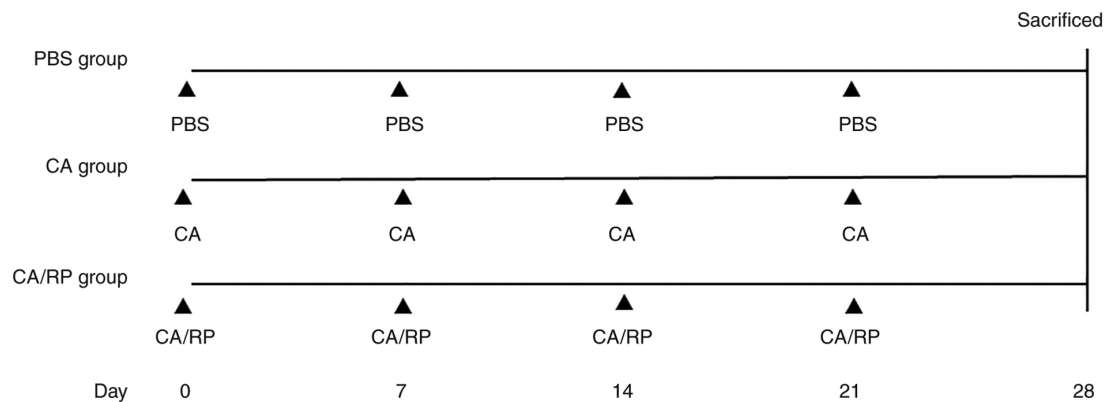 Sacrificed
PBS group
PBS PBS PBS PBS
CA group
CA CA CA CA
CA/RP group
CA/RP CA/RP CA/RP CA/RP
Day 0 7 14 21 28